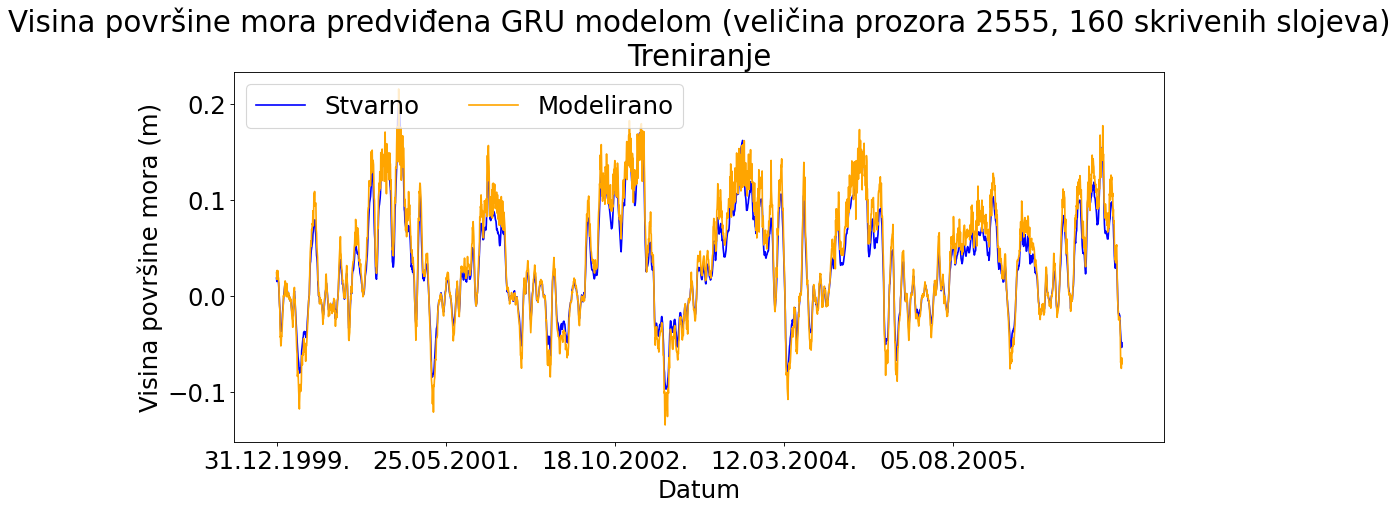 Visina površine mora predviđena GRU modelom (veličina prozora 2555, 160 skrivenih slojeva)
Treniranje
Stvarno Modelirano
Visina površine mora (m)
0.2
0.1
0.0
−0.1
31.12.1999. 25.05.2001. 18.10.2002. 12.03.2004. 05.08.2005.
Datum